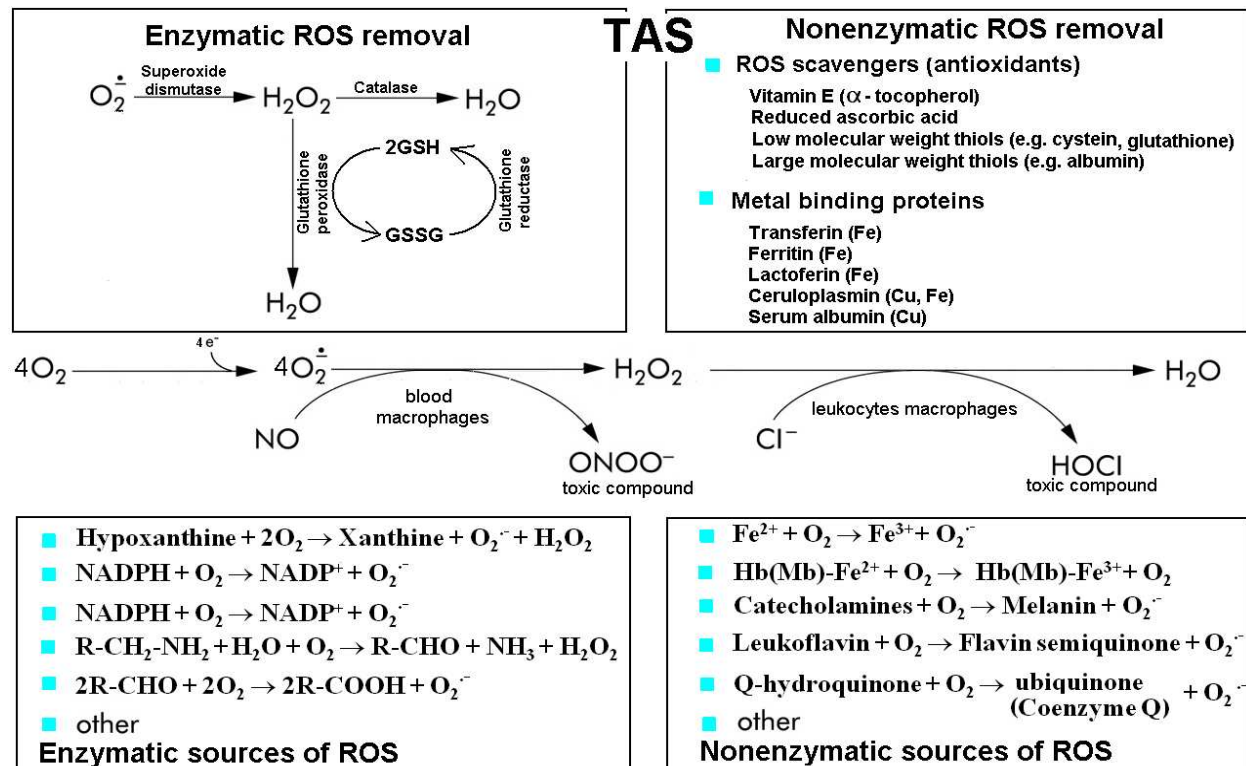 TAS
Enzymatic ROS removal
O₂∸ Superoxide dismutase H₂O₂ Catalase H₂O
Glutathione peroxidase
2GSH
GSSG
Glutathione reductase
H₂O
Nonenzymatic ROS removal
ROS scavengers (antioxidants)
Vitamin E (α - tocopherol)
Reduced ascorbic acid
Low molecular weight thiols (e.g. cystein, glutathione)
Large molecular weight thiols (e.g. albumin)
Metal binding proteins
Transferin (Fe)
Ferritin (Fe)
Lactoferin (Fe)
Ceruloplasmin (Cu, Fe)
Serum albumin (Cu)
4O₂ 4 e⁻ 4O₂∸ H₂O₂ H₂O
blood
macrophages
leukocytes macrophages
NO
Cl⁻
ONOO⁻
toxic compound
HOCl
toxic compound
Hypoxanthine + 2O₂ → Xanthine + O₂·⁻ + H₂O₂
NADPH + O₂ → NADP⁺ + O₂·⁻
NADPH + O₂ → NADP⁺ + O₂·⁻
R-CH₂-NH₂ + H₂O + O₂ → R-CHO + NH₃ + H₂O₂
2R-CHO + 2O₂ → 2R-COOH + O₂·⁻
other
Enzymatic sources of ROS
Fe²⁺ + O₂ → Fe³⁺ + O₂·⁻
Hb(Mb)-Fe²⁺ + O₂ → Hb(Mb)-Fe³⁺ + O₂
Catecholamines + O₂ → Melanin + O₂·⁻
Leukoflavin + O₂ → Flavin semiquinone + O₂·⁻
Q-hydroquinone + O₂ → ubiquinone + O₂·⁻
(Coenzyme Q)
other
Nonenzymatic sources of ROS